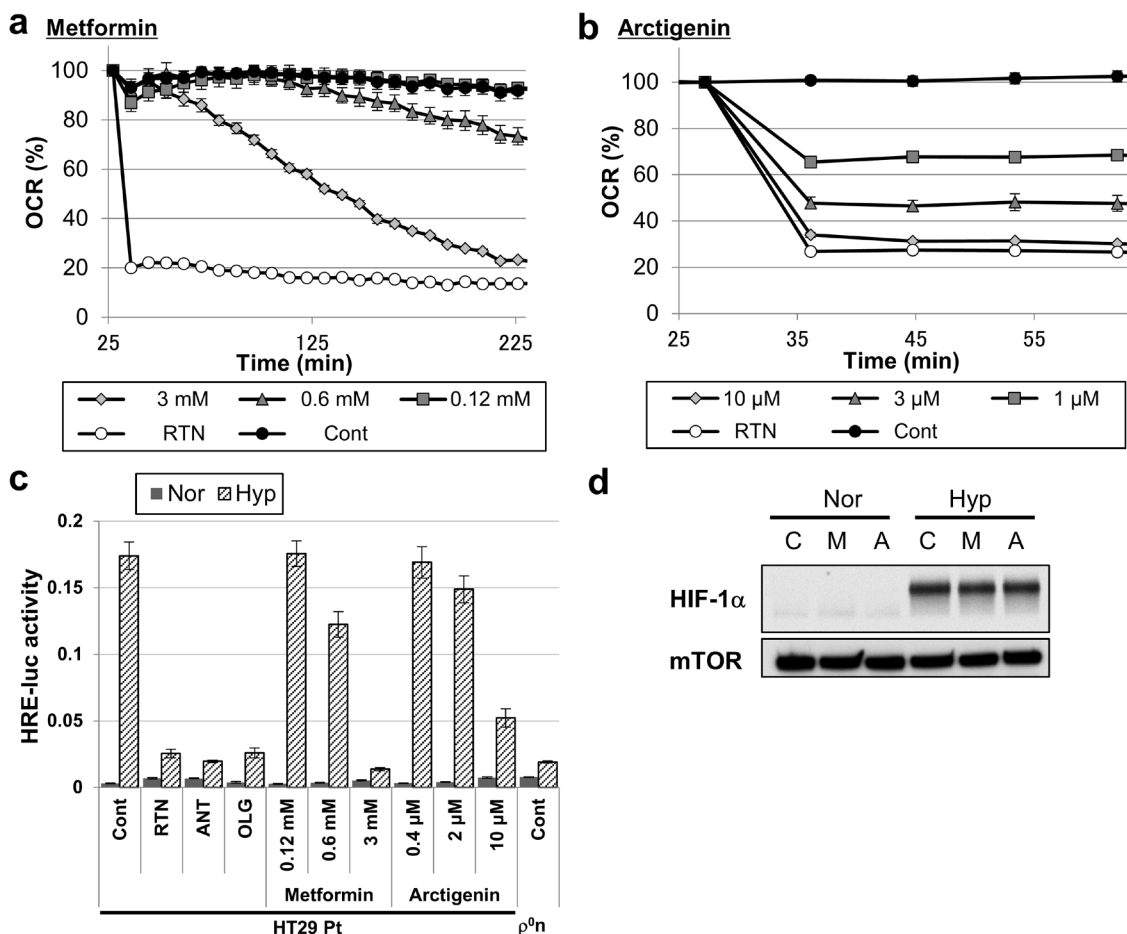 a Metformin
100
80
60
40
20
0
OCR (%)
25 125 225
Time (min)
3 mM 0.6 mM 0.12 mM
RTN Cont
b Arctigenin
100
80
60
40
20
0
OCR (%)
25 35 45 55
Time (min)
10 µM 3 µM 1 µM
RTN Cont
c
Nor Hyp
0.2
0.15
0.1
0.05
0
HRE-luc activity
Cont RTN ANT OLG 0.12 mM 0.6 mM 3 mM 0.4 µM 2 µM 10 µM Cont
Metformin Arctigenin
HT29 Pt ρ⁰n
d
Nor Hyp
C M A C M A
HIF-1α
mTOR